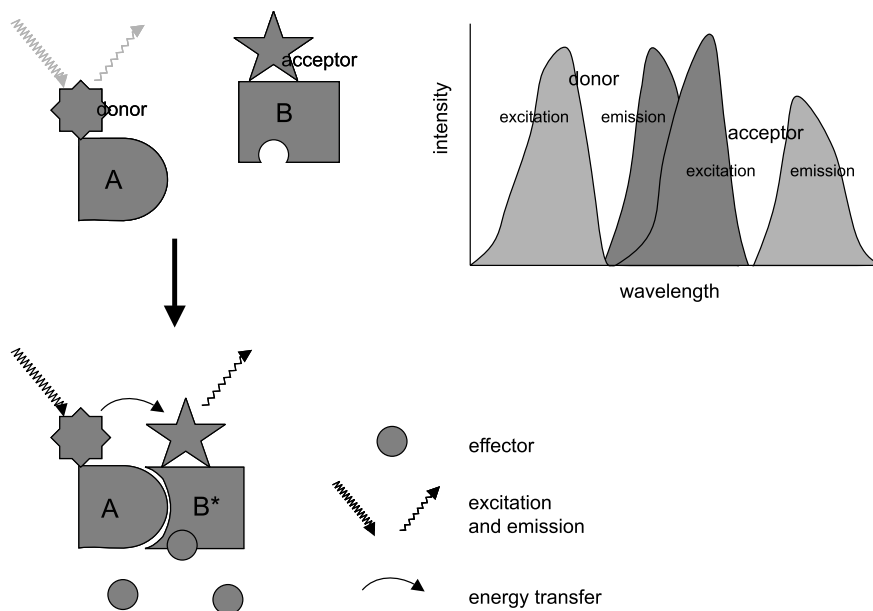 donor
acceptor
A
B
intensity
donor
excitation
emission
acceptor
excitation
emission
wavelength
A
B*
effector
excitation
and emission
energy transfer